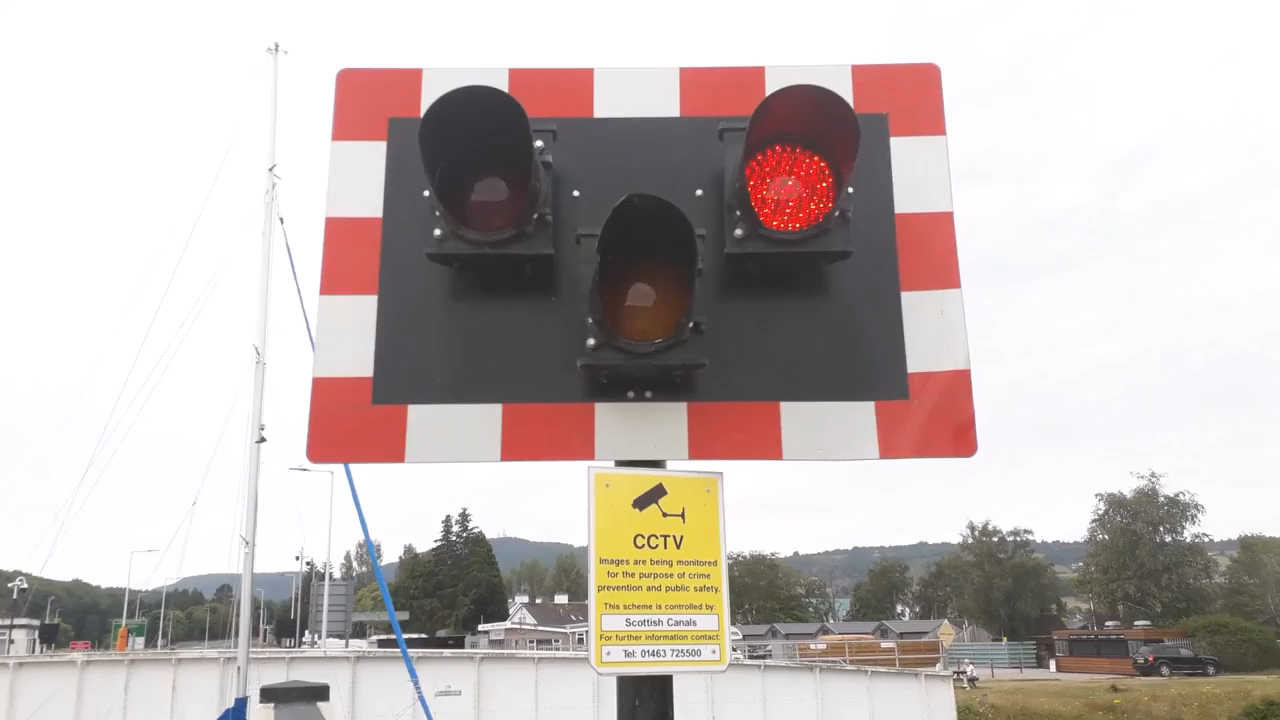 CCTV
Images are being monitored
for the purpose of crime
prevention and public safety.
This scheme is controlled by:
Scottish Canals
For further information contact:
Tel: 01463 725500